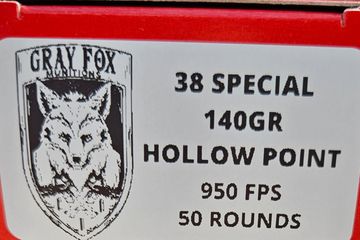 GRAY FOX
MUNITIONS
38 SPECIAL
140GR
HOLLOW POINT
950 FPS
50 ROUNDS